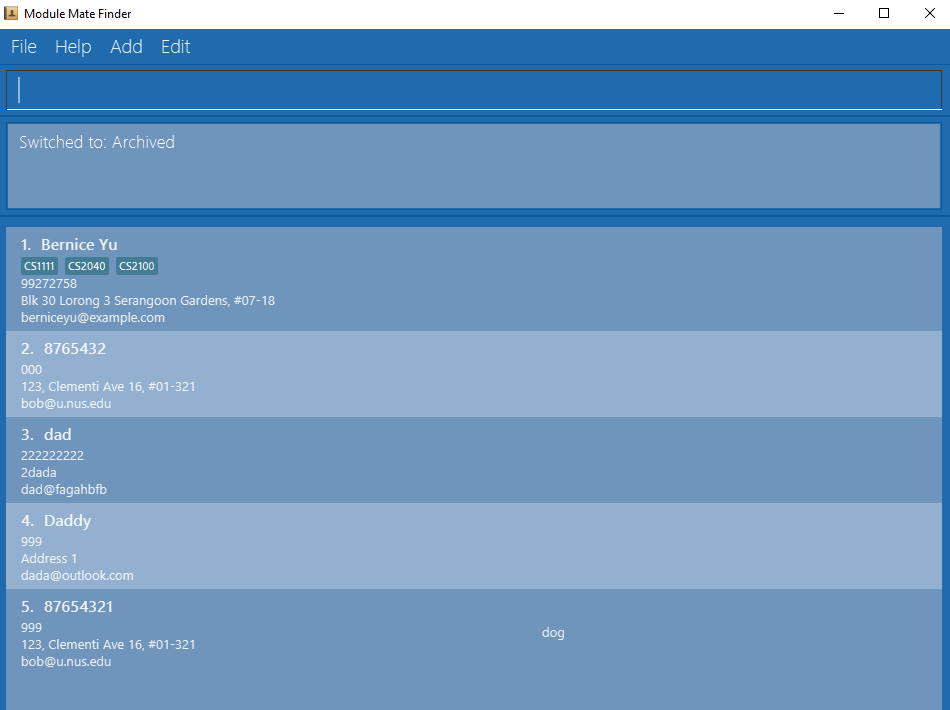 Module Mate Finder
File Help Add Edit
Switched to: Archived
1. Bernice Yu
CS1111 CS2040 CS2100
99272758
Blk 30 Lorong 3 Serangoon Gardens, #07-18
berniceyu@example.com
2. 8765432
000
123, Clementi Ave 16, #01-321
bob@u.nus.edu
3. dad
222222222
2dada
dad@fagahbfb
4. Daddy
999
Address 1
dada@outlook.com
5. 87654321
999
dog
123, Clementi Ave 16, #01-321
bob@u.nus.edu